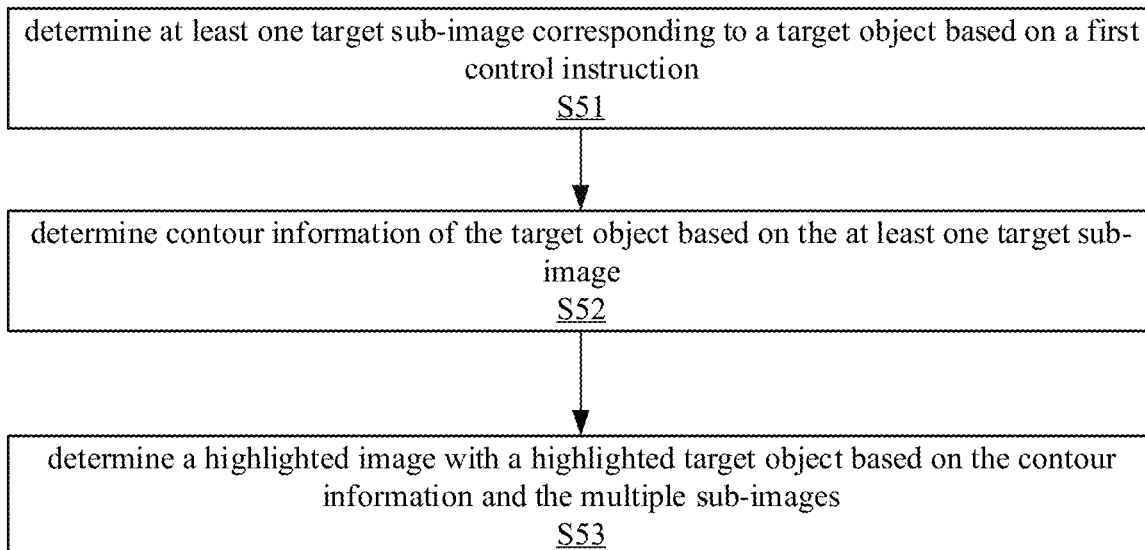 determine at least one target sub-image corresponding to a target object based on a first
control instruction
S51
determine contour information of the target object based on the at least one target sub-
image
S52
determine a highlighted image with a highlighted target object based on the contour
information and the multiple sub-images
S53